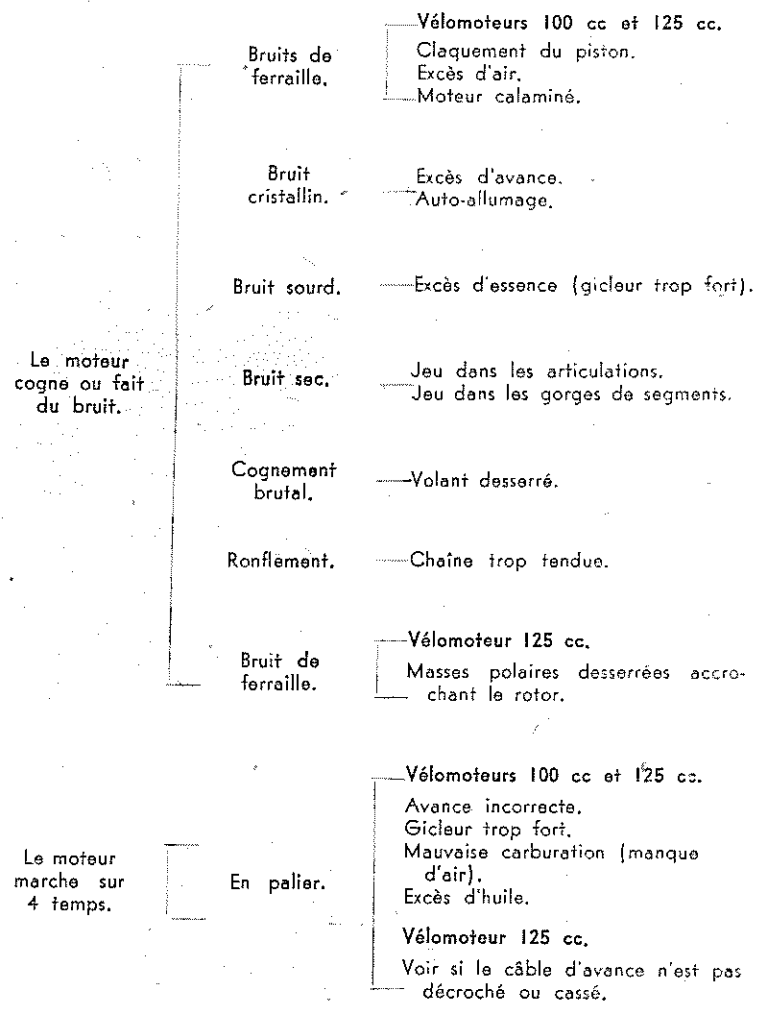 Vélomoteurs 100 cc et 125 cc.
Bruits de
ferraille.
Claquement du piston.
Excès d'air.
Moteur calaminé.
Bruit
cristallin.
Excès d'avance.
Auto-allumage.
Bruit sourd.
Excès d'essence (gicleur trop fort).
Le moteur
cogne ou fait
du bruit.
Bruit sec.
Jeu dans les articulations.
Jeu dans les gorges de segments.
Cognement
brutal.
Volant desserré.
Ronflement.
Chaîne trop tendue.
Bruit de
ferraille.
Vélomoteur 125 cc.
Masses polaires desserrées accro-
chant le rotor.
Le moteur
marche sur
4 temps.
En palier.
Vélomoteurs 100 cc et 125 cc.
Avance incorrecte.
Gicleur trop fort.
Mauvaise carburation (manque
d'air).
Excès d'huile.
Vélomoteur 125 cc.
Voir si le câble d'avance n'est pas
décroché ou cassé.